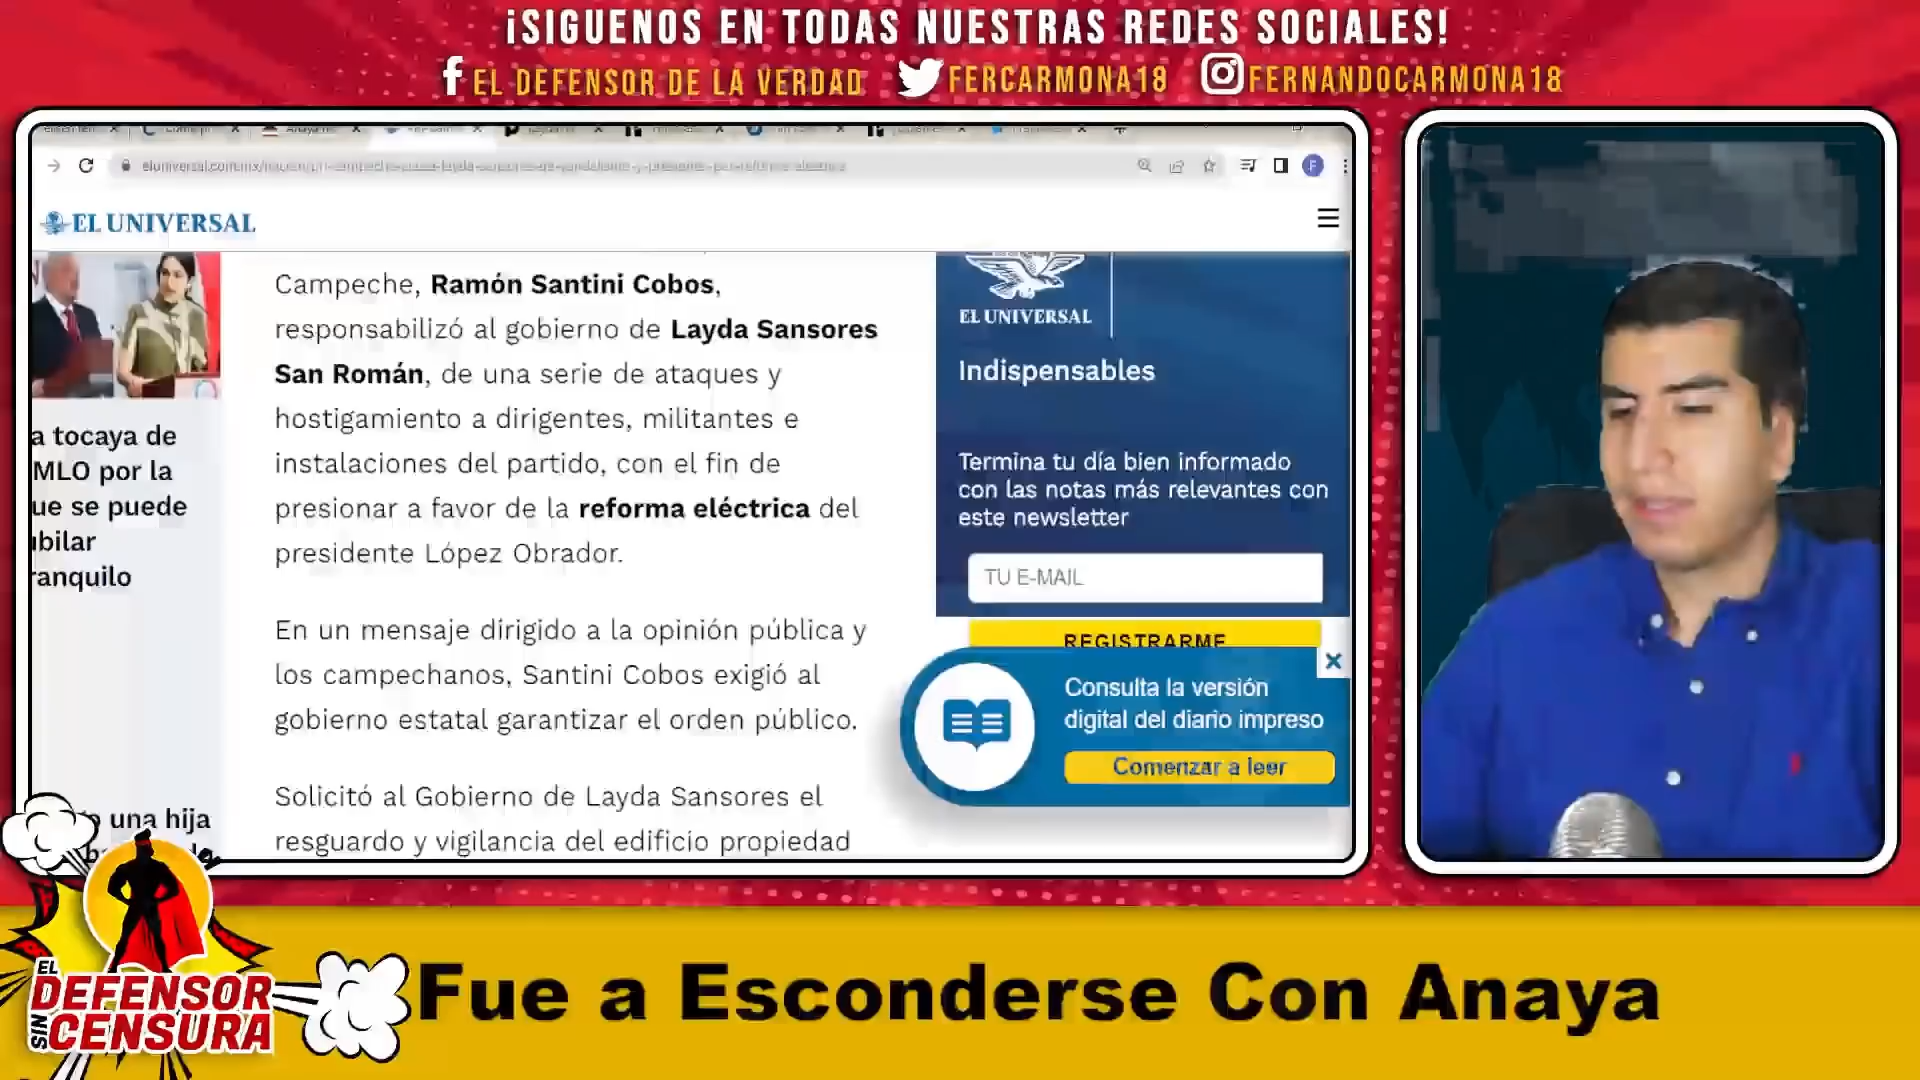 ¡SIGUENOS EN TODAS NUESTRAS REDES SOCIALES!
f EL DEFENSOR DE LA VERDAD FERCARMONA18 FERNANDOCARMONA18
EL UNIVERSAL
a tocaya de
MLO por la
ue se puede
ubilar
ranquilo
una hija
Campeche, Ramón Santini Cobos,
responsabilizó al gobierno de Layda Sansores
San Román, de una serie de ataques y
hostigamiento a dirigentes, militantes e
instalaciones del partido, con el fin de
presionar a favor de la reforma eléctrica del
presidente López Obrador.
En un mensaje dirigido a la opinión pública y
los campechanos, Santini Cobos exigió al
gobierno estatal garantizar el orden público.
Solicitó al Gobierno de Layda Sansores el
resguardo y vigilancia del edificio propiedad
EL UNIVERSAL
Indispensables
Termina tu día bien informado
con las notas más relevantes con
este newsletter
TU E-MAIL
REGISTRARME
Consulta la versión
digital del diario impreso
Comenzar a leer
EL
DEFENSOR
SIN CENSURA
Fue a Esconderse Con Anaya